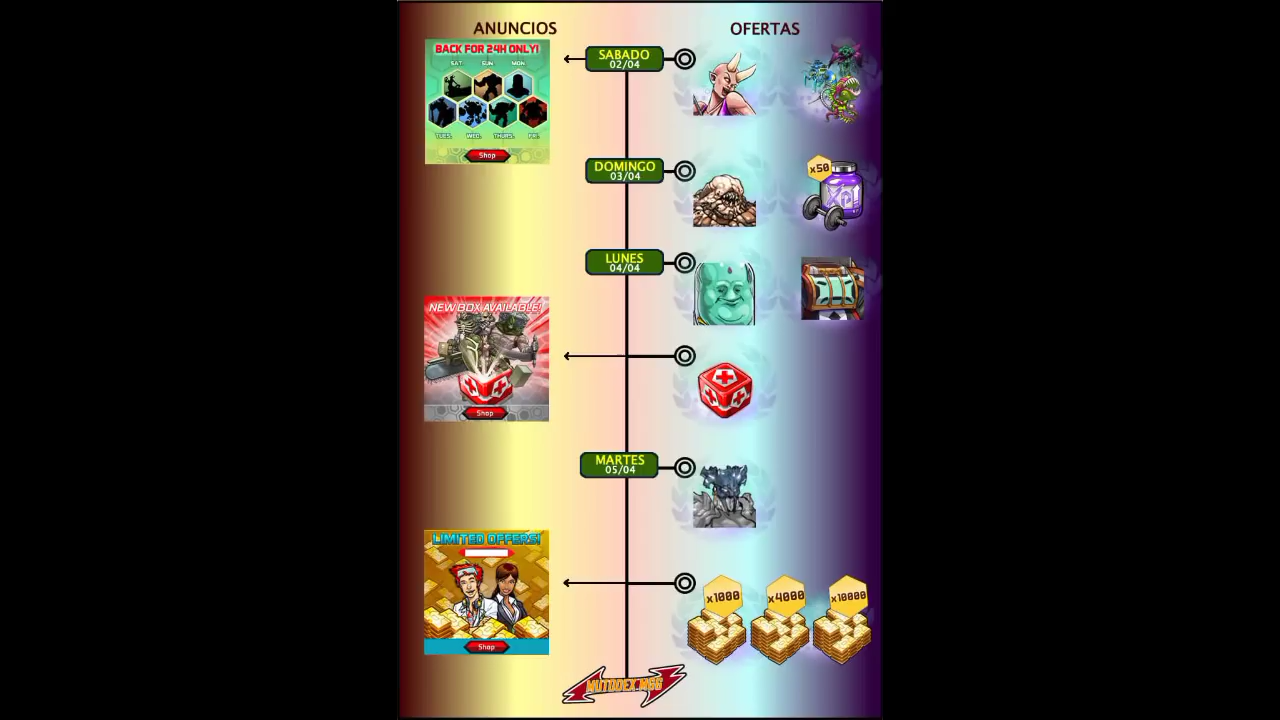 ANUNCIOS
OFERTAS
BACK FOR 24H ONLY!
SAT. SUN. MON.
TUES. WED. THURS. FRI.
Shop
SABADO
02/04
DOMINGO
03/04
x50
LUNES
04/04
NEW BOX AVAILABLE!
Shop
MARTES
05/04
LIMITED OFFERS!
Shop
x1000
x4000
x10000
MUTODEX MGG